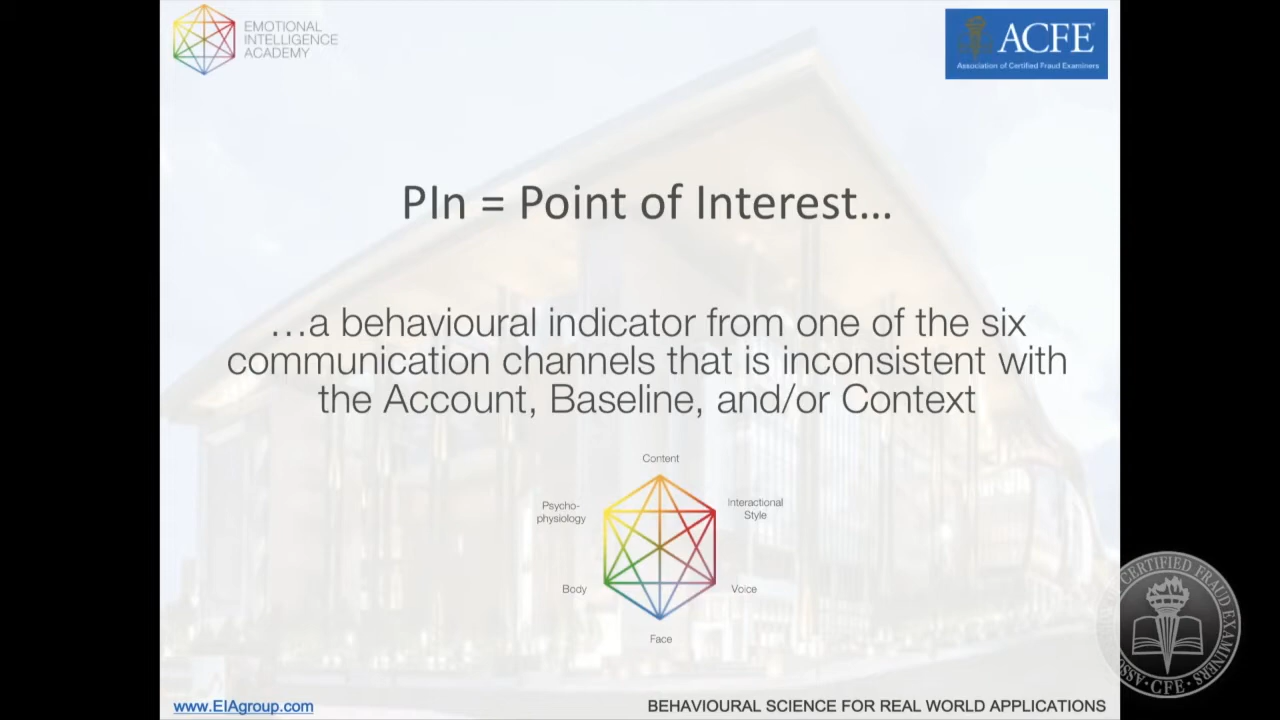 EMOTIONAL
INTELLIGENCE
ACADEMY
ACFE
Association of Certified Fraud Examiners
PIn = Point of Interest...
...a behavioural indicator from one of the six
communication channels that is inconsistent with
the Account, Baseline, and/or Context
Content
Psycho-
physiology
Interactional
Style
Body
Voice
Face
www.EIAgroup.com
BEHAVIOURAL SCIENCE FOR REAL WORLD APPLICATIONS
CERTIFIED FRAUD EXAMINERS
CFE